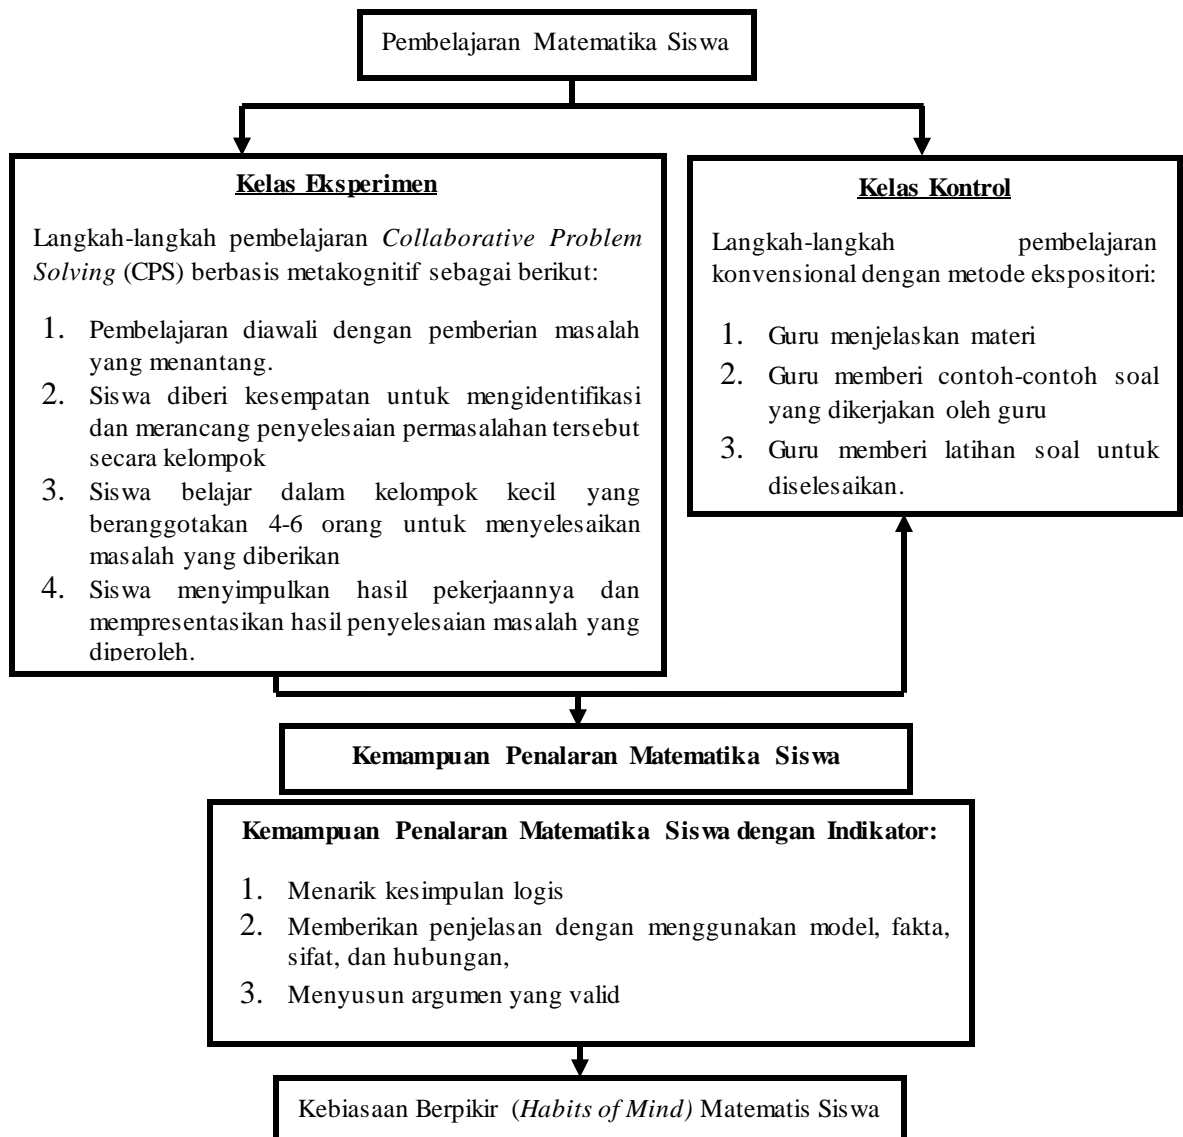 Pembelajaran Matematika Siswa
Kelas Eksperimen
Langkah-langkah pembelajaran Collaborative Problem
Solving (CPS) berbasis metakognitif sebagai berikut:
1. Pembelajaran diawali dengan pemberian masalah
yang menantang.
2. Siswa diberi kesempatan untuk mengidentifikasi
dan merancang penyelesaian permasalahan tersebut
secara kelompok
3. Siswa belajar dalam kelompok kecil yang
beranggotakan 4-6 orang untuk menyelesaikan
masalah yang diberikan
4. Siswa menyimpulkan hasil pekerjaannya dan
mempresentasikan hasil penyelesaian masalah yang
diperoleh.
Kelas Kontrol
Langkah-langkah pembelajaran
konvensional dengan metode ekspositori:
1. Guru menjelaskan materi
2. Guru memberi contoh-contoh soal
yang dikerjakan oleh guru
3. Guru memberi latihan soal untuk
diselesaikan.
Kemampuan Penalaran Matematika Siswa
Kemampuan Penalaran Matematika Siswa dengan Indikator:
1. Menarik kesimpulan logis
2. Memberikan penjelasan dengan menggunakan model, fakta,
sifat, dan hubungan,
3. Menyusun argumen yang valid
Kebiasaan Berpikir (Habits of Mind) Matematis Siswa